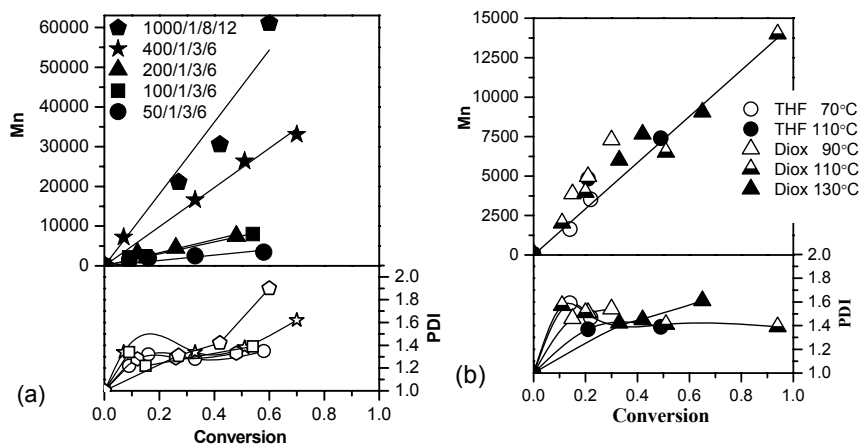 60000
50000
40000
30000
20000
10000
0
Mn
1000/1/8/12
400/1/3/6
200/1/3/6
100/1/3/6
50/1/3/6
2.0
1.8
1.6
1.4
1.2
1.0
PDI
0.0 0.2 0.4 0.6 0.8 1.0
Conversion
(a)
15000
12500
10000
7500
5000
2500
0
Mn
THF 70°C
THF 110°C
Diox 90°C
Diox 110°C
Diox 130°C
2.0
1.8
1.6
1.4
1.2
1.0
PDI
0.0 0.2 0.4 0.6 0.8 1.0
Conversion
(b)